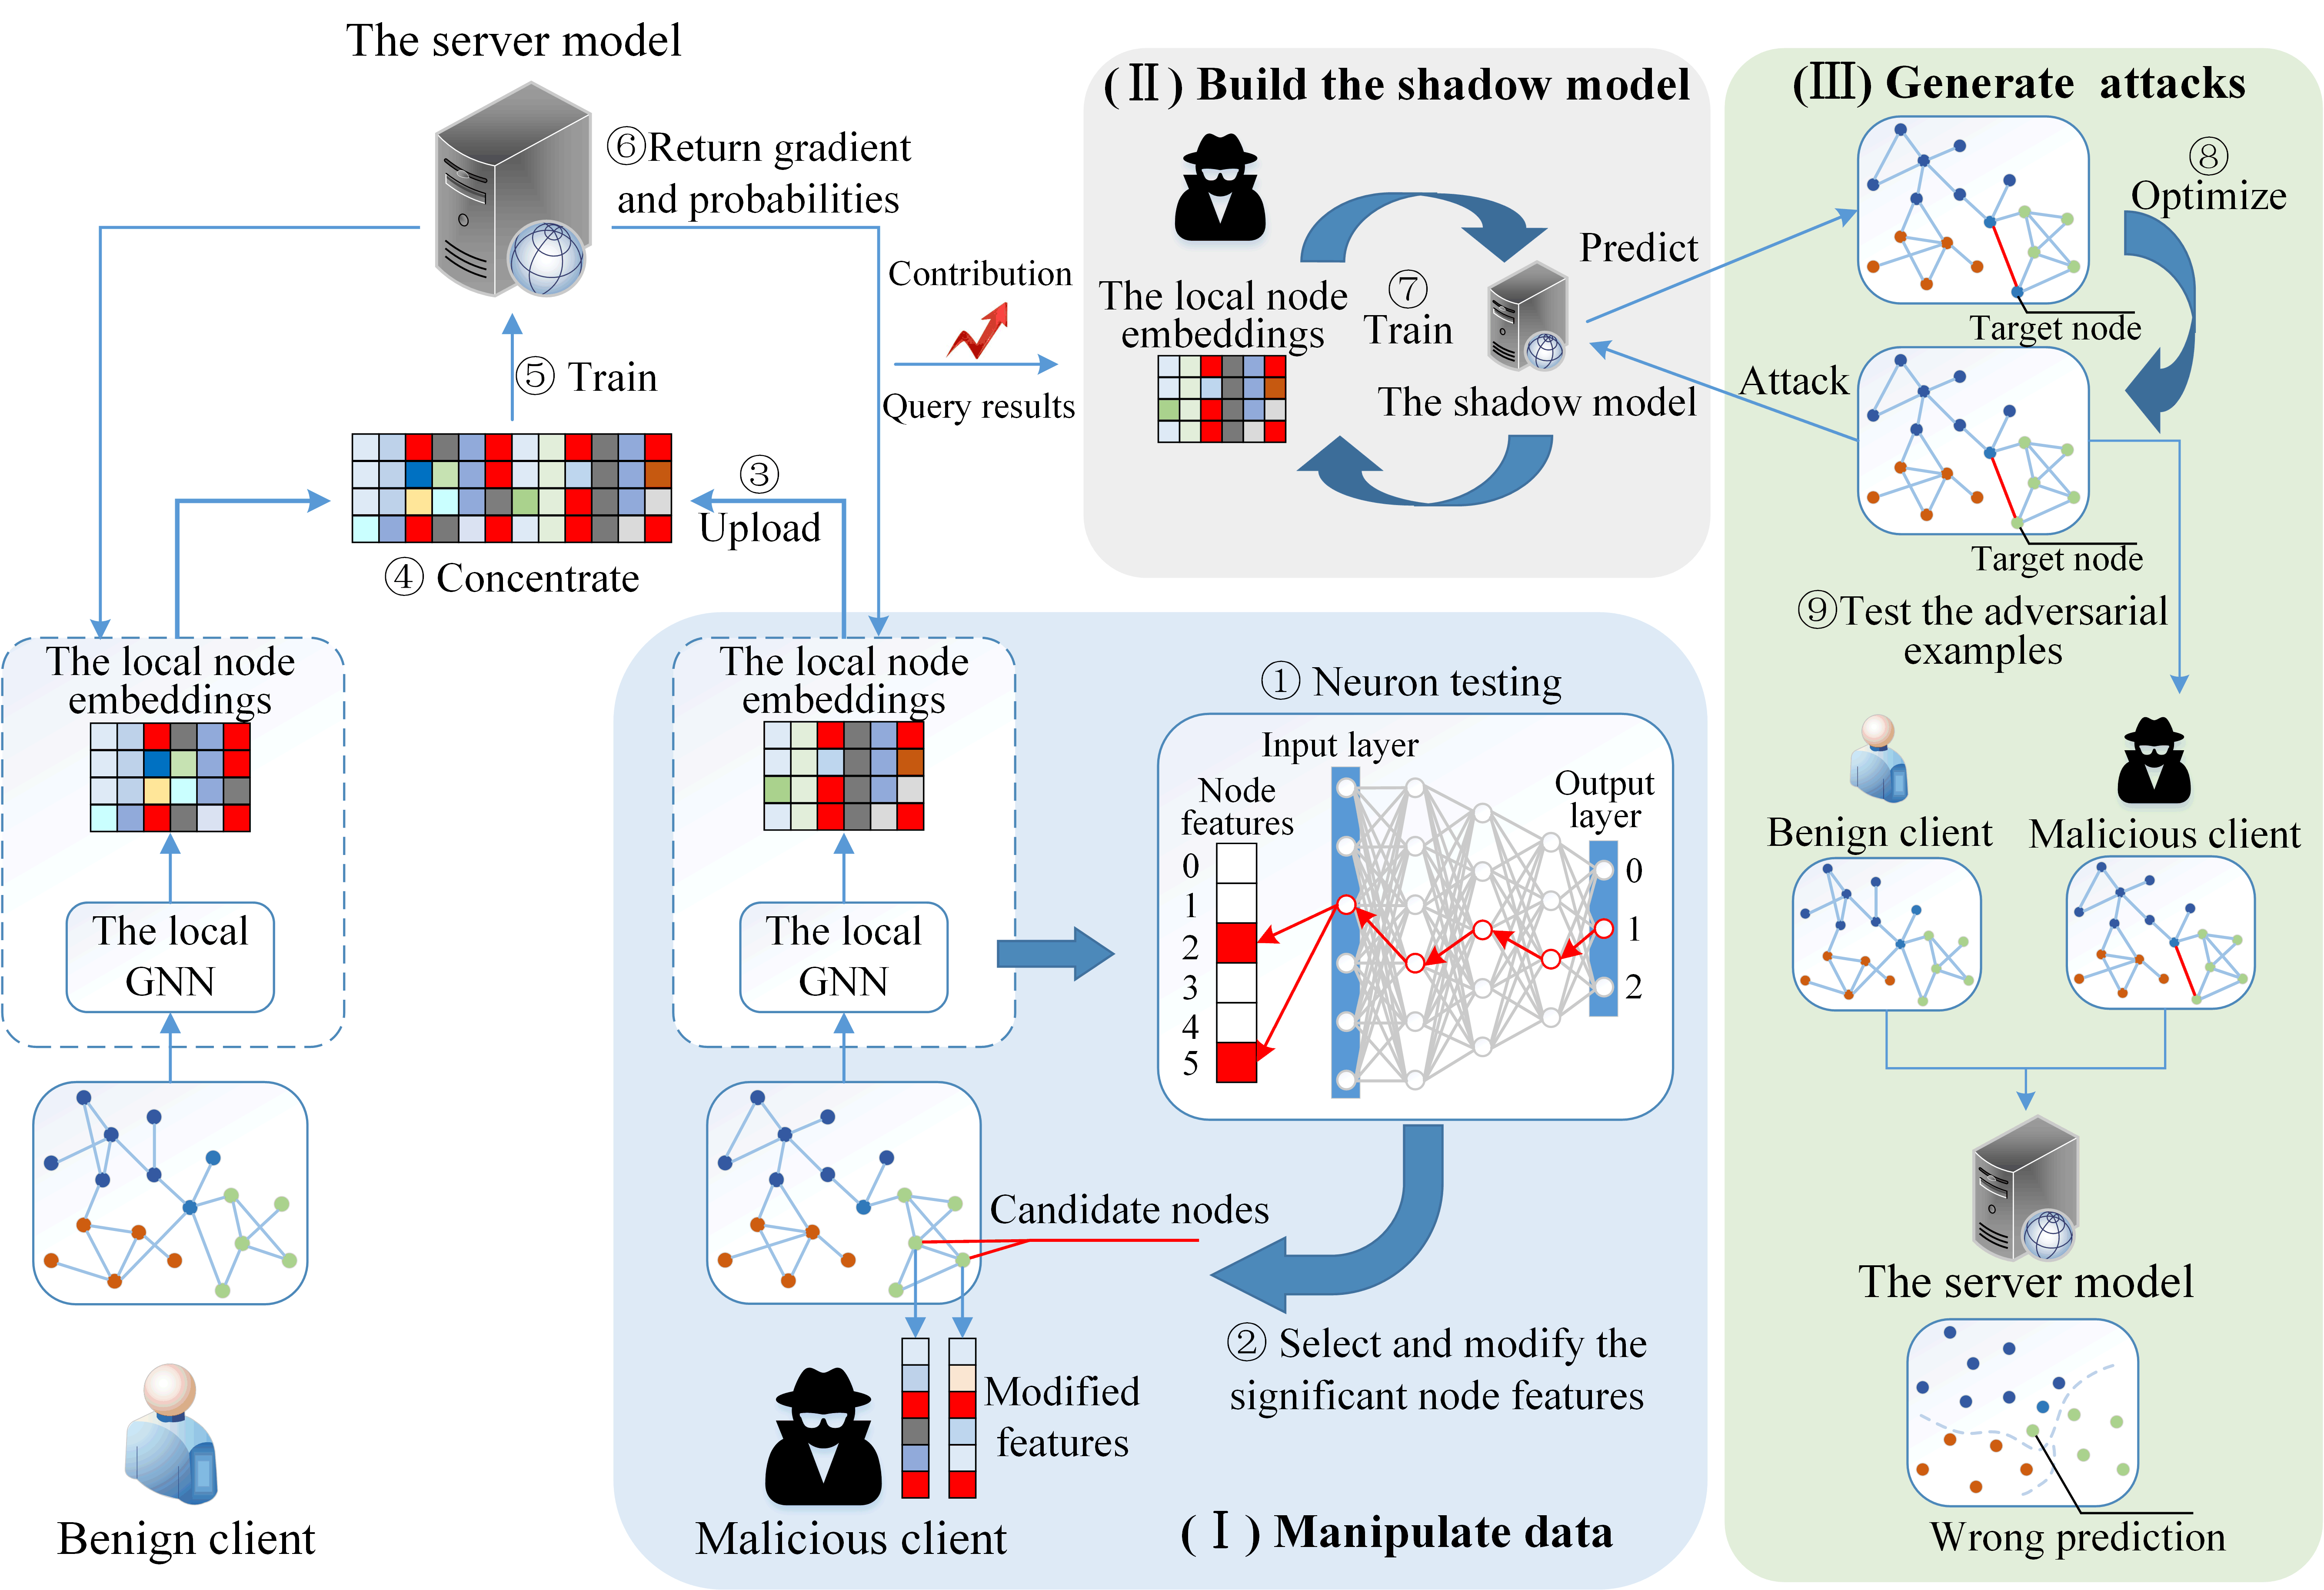 The server model
⑥Return gradient
and probabilities
Contribution
Query results
⑤ Train
③
Upload
④ Concentrate
The local node
embeddings
The local
GNN
Benign client
(Ⅱ) Build the shadow model
The local node
embeddings
⑦
Train
The shadow model
Predict
Attack
(Ⅲ) Generate attacks
⑧
Optimize
Target node
Target node
⑨Test the adversarial
examples
Benign client
Malicious client
The server model
Wrong prediction
The local node
embeddings
The local
GNN
① Neuron testing
Input layer
Node
features
Output
layer
0
1
2
3
4
5
0
1
2
Candidate nodes
② Select and modify the
significant node features
Modified
features
Malicious client
(Ⅰ) Manipulate data